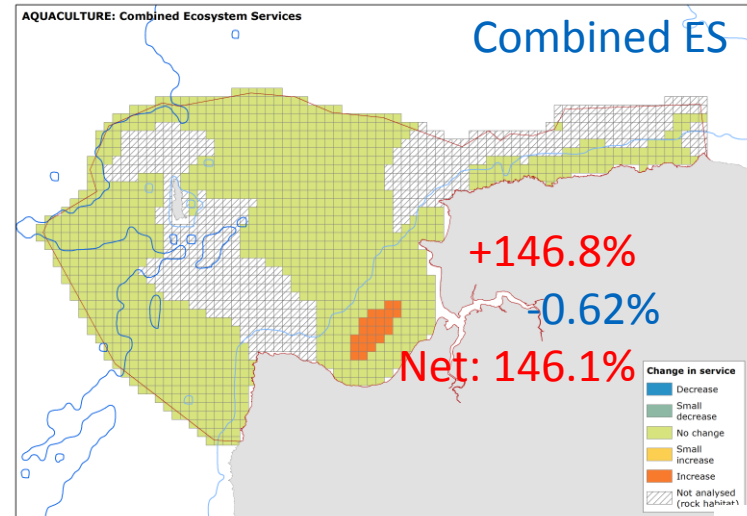 AQUACULTURE: Combined Ecosystem Services
Combined ES
+146.8%
-0.62%
Net: 146.1%
Change in service
Decrease
Small
decrease
No change
Small
increase
Increase
Not analysed
(rock habitat)